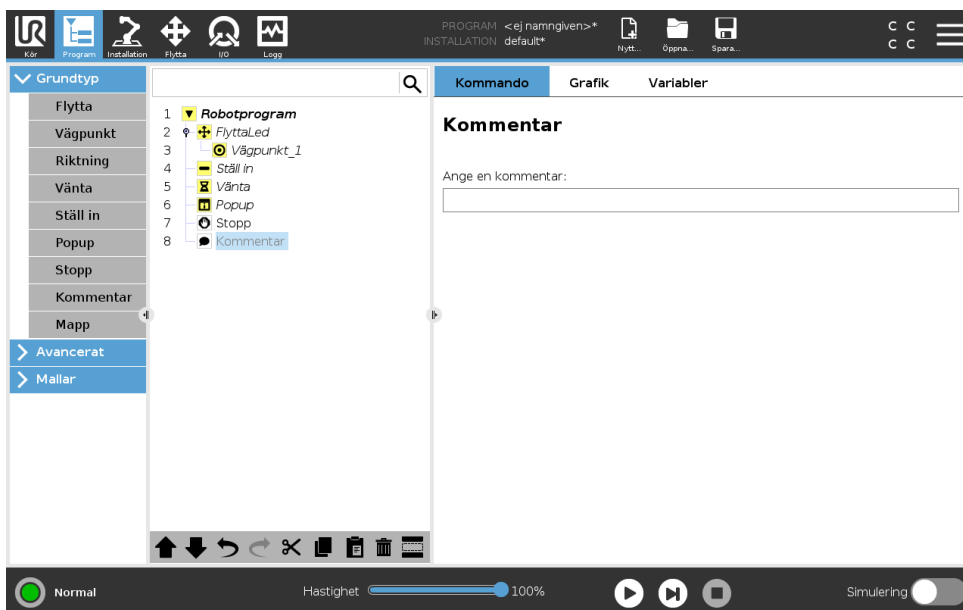 PROGRAM <ej namngiven>*
INSTALLATION default*
Kör
Program
Installation
Flytta
I/O
Logg
Nytt...
Öppna...
Spara...
C C
C C
Grundtyp
Flytta
Vägpunkt
Riktning
Vänta
Ställ in
Popup
Stopp
Kommentar
Mapp
Avancerat
Mallar
1 Robotprogram
2 FlyttaLed
3 Vägpunkt_1
4 Ställ in
5 Vänta
6 Popup
7 Stopp
8 Kommentar
Kommando
Grafik
Variabler
Kommentar
Ange en kommentar:
Normal
Hastighet
100%
Simulering